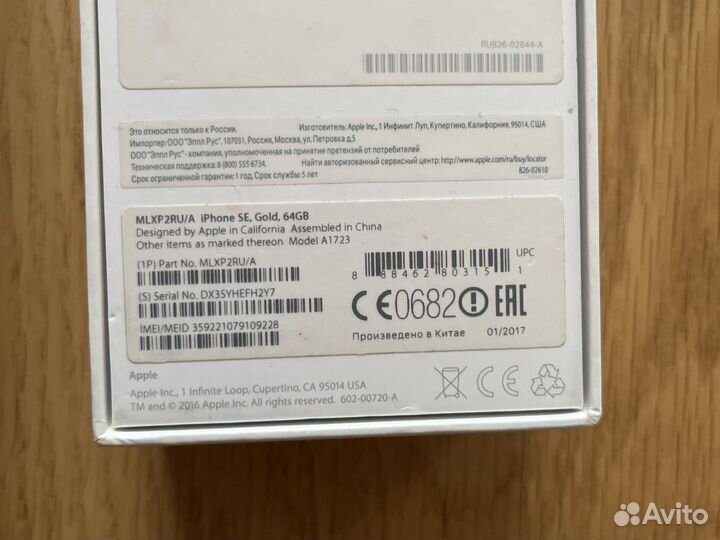 RU826-02844-A
Это относится только к России. Изготовитель: Apple Inc., 1 Инфинит Луп, Купертино, Калифорния, 95014, США
Импортер: ООО "Эппл Рус", 107031, Россия, Москва, ул. Петровка д.5
ООО "Эппл Рус" - компания, уполномоченная на принятие претензий от потребителей
Техническая поддержка: 8 (800) 555 6734. Найти авторизованный сервисный центр: http://www.apple.com/ru/buy/locator
Срок ограниченной гарантии: 1 год. Срок службы: 5 лет 826-02610
MLXP2RU/A iPhone SE, Gold, 64GB
Designed by Apple in California Assembled in China
Other items as marked thereon Model A1723
(1P) Part No. MLXP2RU/A
UPC
8 88462 80315 1
(S) Serial No. DX3SYHEFH2Y7
CE0682 EAC
IMEI/MEID 359221079109228
Произведено в Китае 01/2017
Apple
Apple Inc., 1 Infinite Loop, Cupertino, CA 95014 USA
TM and © 2016 Apple.Inc. All rights reserved. 602-00720-A
CE
Avito